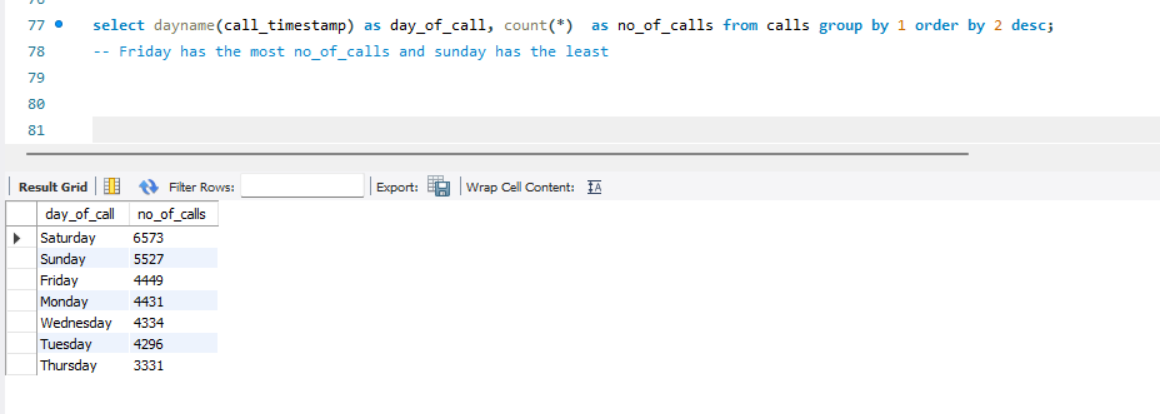 77 select dayname(call_timestamp) as day_of_call, count(*)  as no_of_calls from calls group by 1 order by 2 desc;
78 -- Friday has the most no_of_calls and sunday has the least
79
80
81
Result Grid Filter Rows: Export: Wrap Cell Content: IA
day_of_call no_of_calls
Saturday 6573
Sunday 5527
Friday 4449
Monday 4431
Wednesday 4334
Tuesday 4296
Thursday 3331